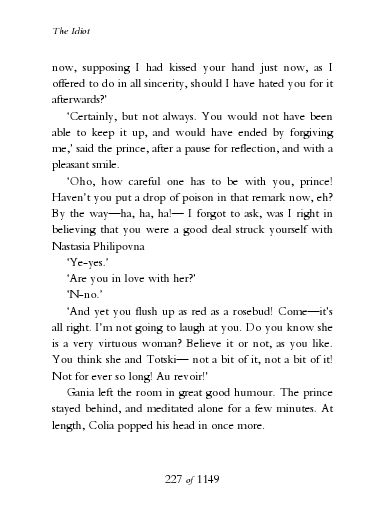 The Idiot
now, supposing I had kissed your hand just now, as I
offered to do in all sincerity, should I have hated you for it
afterwards?’
‘Certainly, but not always. You would not have been
able to keep it up, and would have ended by forgiving
me,’ said the prince, after a pause for reflection, and with a
pleasant smile.
‘Oho, how careful one has to be with you, prince!
Haven’t you put a drop of poison in that remark now, eh?
By the way—ha, ha, ha!— I forgot to ask, was I right in
believing that you were a good deal struck yourself with
Nastasia Philipovna
‘Ye-yes.’
‘Are you in love with her?’
‘N-no.’
‘And yet you flush up as red as a rosebud! Come—it’s
all right. I’m not going to laugh at you. Do you know she
is a very virtuous woman? Believe it or not, as you like.
You think she and Totski— not a bit of it, not a bit of it!
Not for ever so long! Au revoir!’
Gania left the room in great good humour. The prince
stayed behind, and meditated alone for a few minutes. At
length, Colia popped his head in once more.
227 of 1149